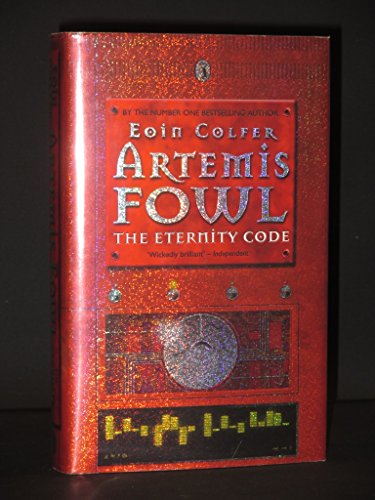 BY THE NUMBER ONE BESTSELLING AUTHOR
EOIN COLFER
ARTEMIS
FOWL
THE ETERNITY CODE
"Wickedly brilliant" – Independent